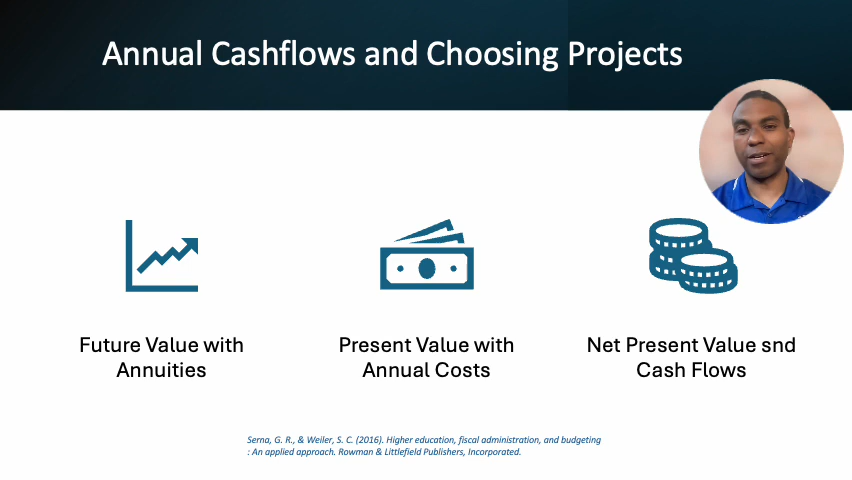 Annual Cashflows and Choosing Projects
Future Value with
Annuities
Present Value with
Annual Costs
Net Present Value snd
Cash Flows
Serna, G. R., & Weiler, S. C. (2016). Higher education, fiscal administration, and budgeting
: An applied approach. Rowman & Littlefield Publishers, Incorporated.